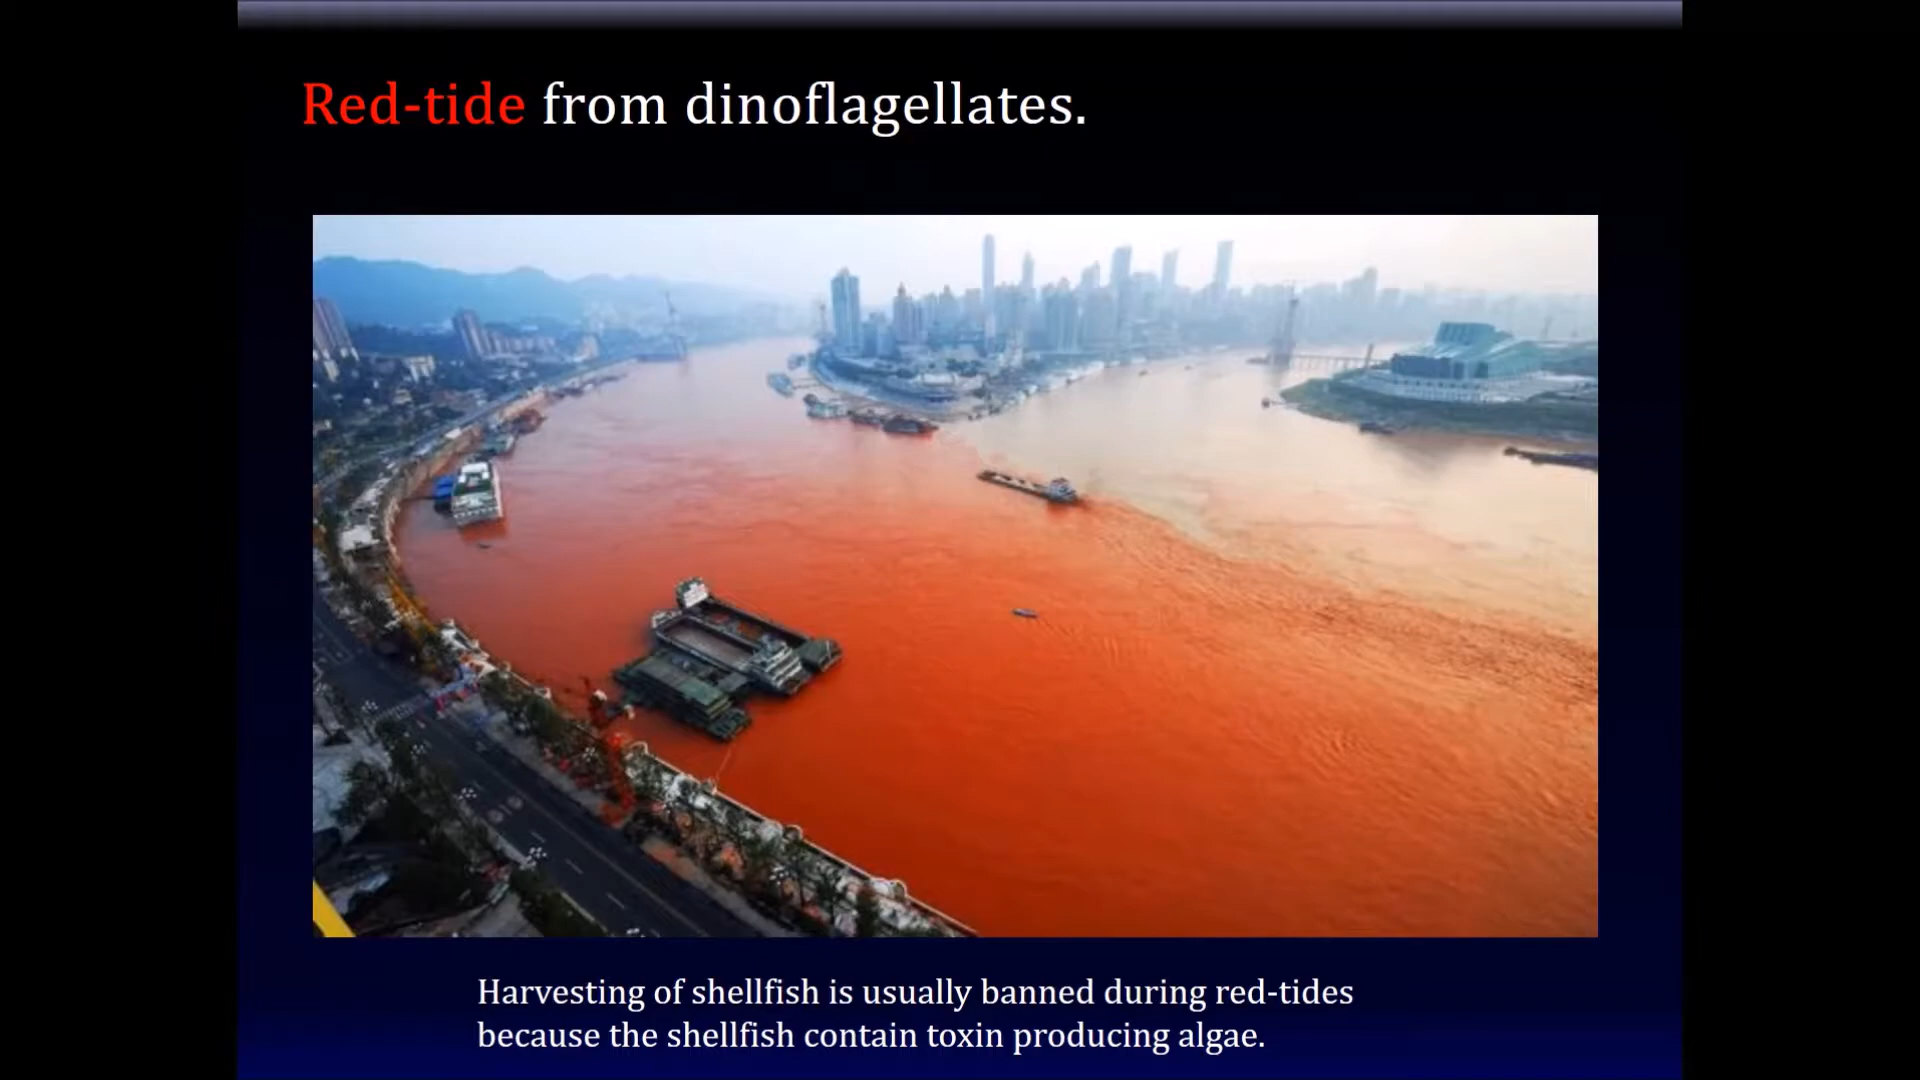 Red-tide from dinoflagellates.
Harvesting of shellfish is usually banned during red-tides
because the shellfish contain toxin producing algae.